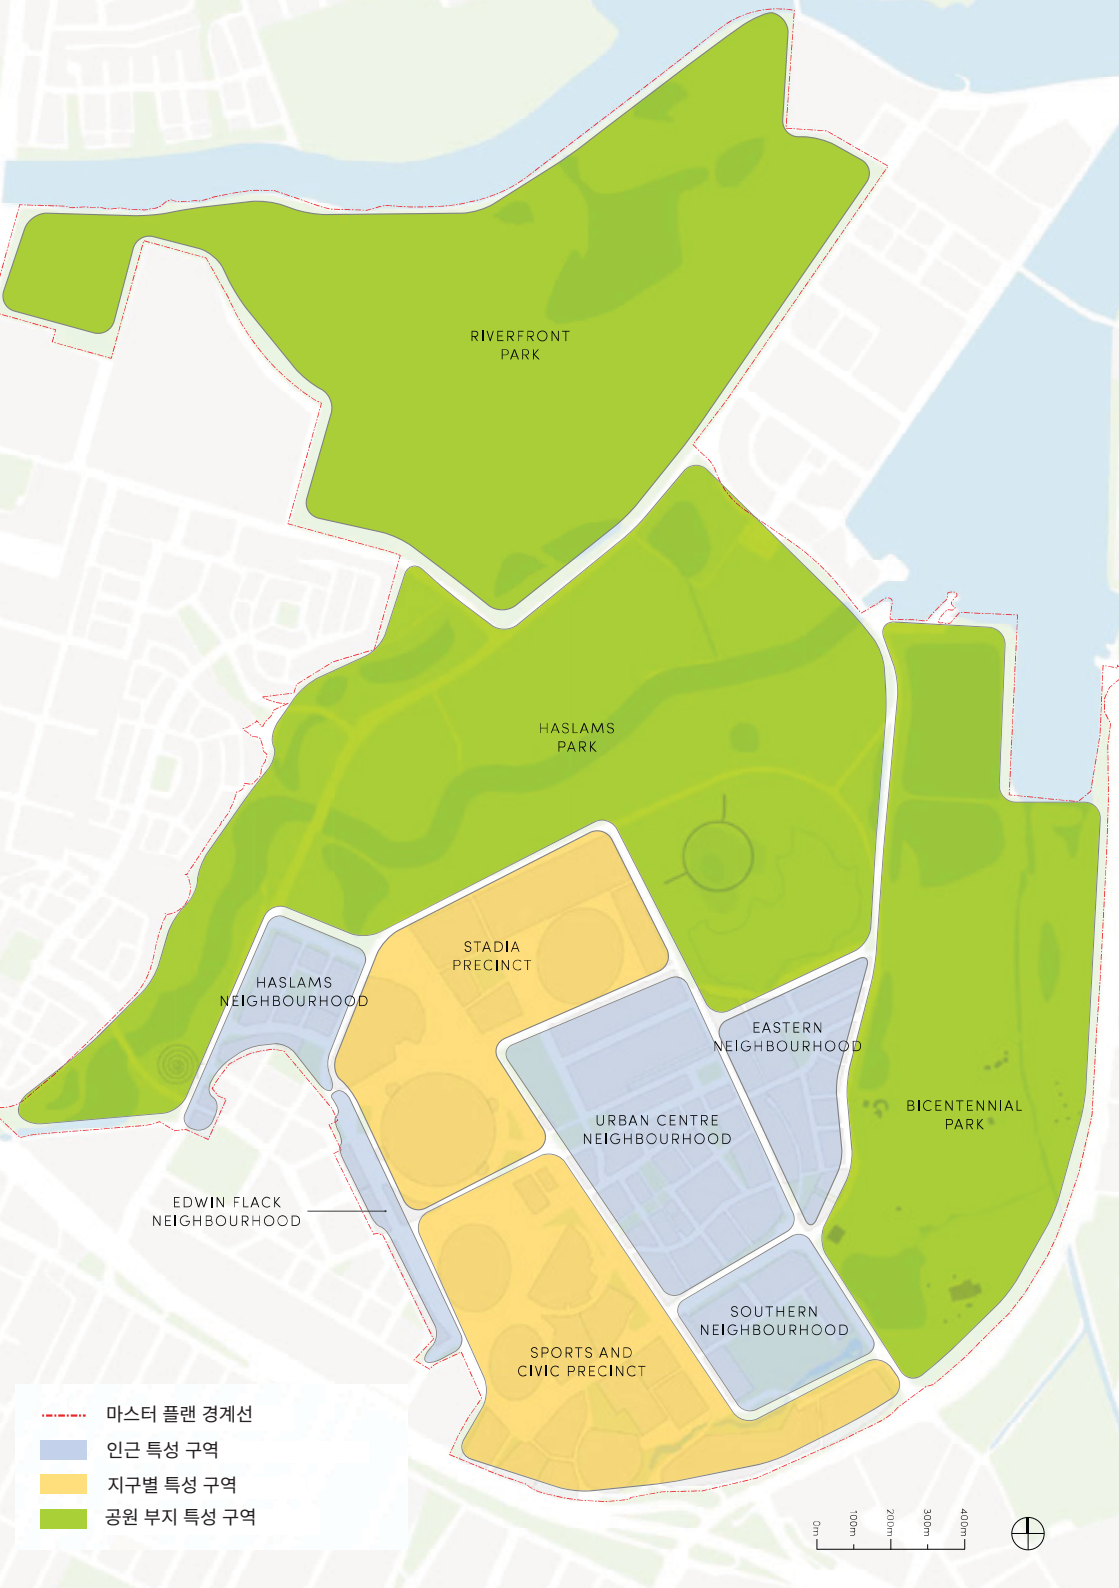 RIVERFRONT
PARK
HASLAMS
PARK
STADIA
PRECINCT
HASLAMS
NEIGHBOURHOOD
EASTERN
NEIGHBOURHOOD
BICENTENNIAL
PARK
URBAN CENTRE
NEIGHBOURHOOD
EDWIN FLACK
NEIGHBOURHOOD
SOUTHERN
NEIGHBOURHOOD
SPORTS AND
CIVIC PRECINCT
마스터 플랜 경계선
인근 특성 구역
지구별 특성 구역
공원 부지 특성 구역
0m
100m
200m
300m
400m